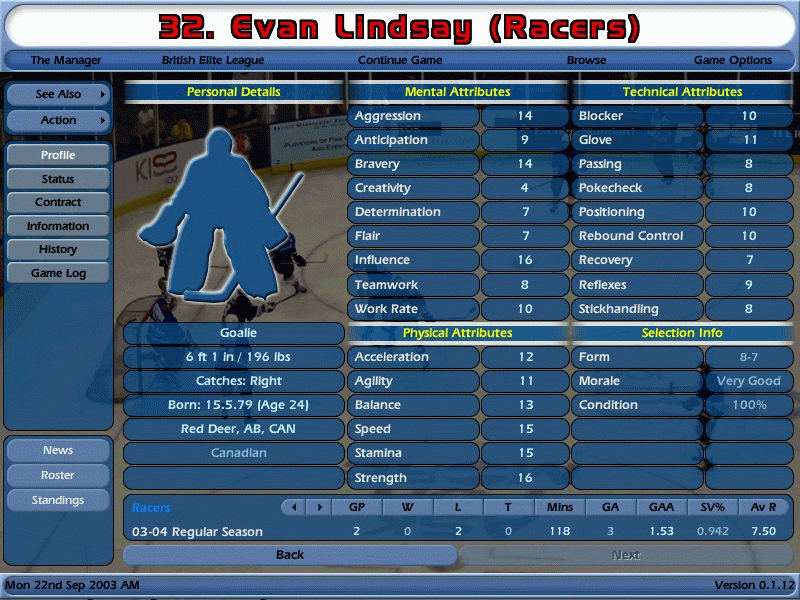 32. Evan Lindsay (Racers)
The Manager British Elite League Continue Game Browse Game Options
See Also
Action
Profile
Status
Contract
Information
History
Game Log
News
Roster
Standings
Personal Details
Goalie
6 ft 1 in / 196 lbs
Catches: Right
Born: 15.5.79 (Age 24)
Red Deer, AB, CAN
Canadian
Mental Attributes
Aggression 14
Anticipation 9
Bravery 14
Creativity 4
Determination 7
Flair 7
Influence 16
Teamwork 8
Work Rate 10
Technical Attributes
Blocker 10
Glove 11
Passing 8
Pokecheck 8
Positioning 10
Rebound Control 10
Recovery 7
Reflexes 9
Stickhandling 8
Physical Attributes
Acceleration 12
Agility 11
Balance 13
Speed 15
Stamina 15
Strength 16
Selection Info
Form 8-7
Morale Very Good
Condition 100%
Racers GP W L T Mins GA GAA SV% Av R
03-04 Regular Season 2 0 2 0 118 3 1.53 0.942 7.50
Back Next
Mon 22nd Sep 2003 AM Version 0.1.12